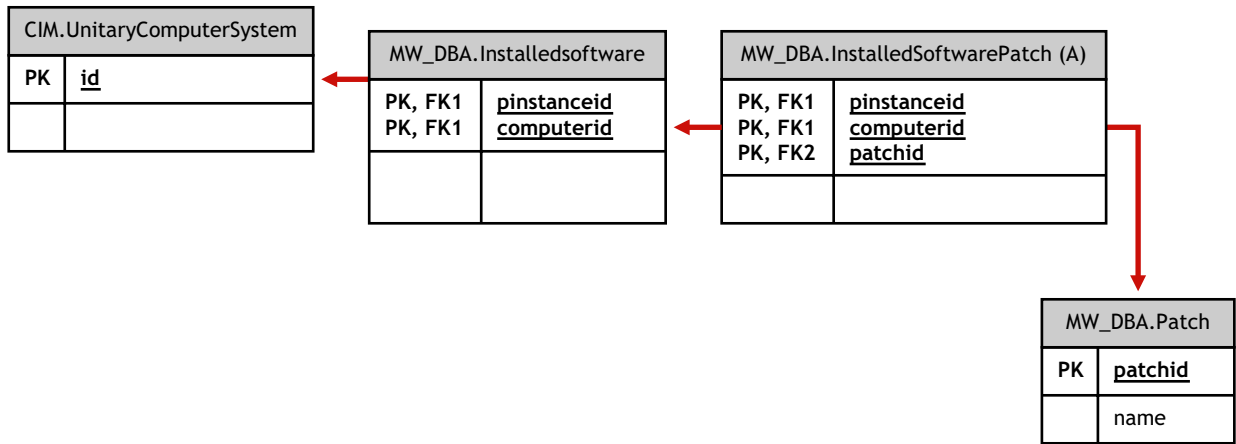 CIM.UnitaryComputerSystem
PK id
MW_DBA.Installedsoftware
PK, FK1 pinstanceid
PK, FK1 computerid
MW_DBA.InstalledSoftwarePatch (A)
PK, FK1 pinstanceid
PK, FK1 computerid
PK, FK2 patchid
MW_DBA.Patch
PK patchid
name